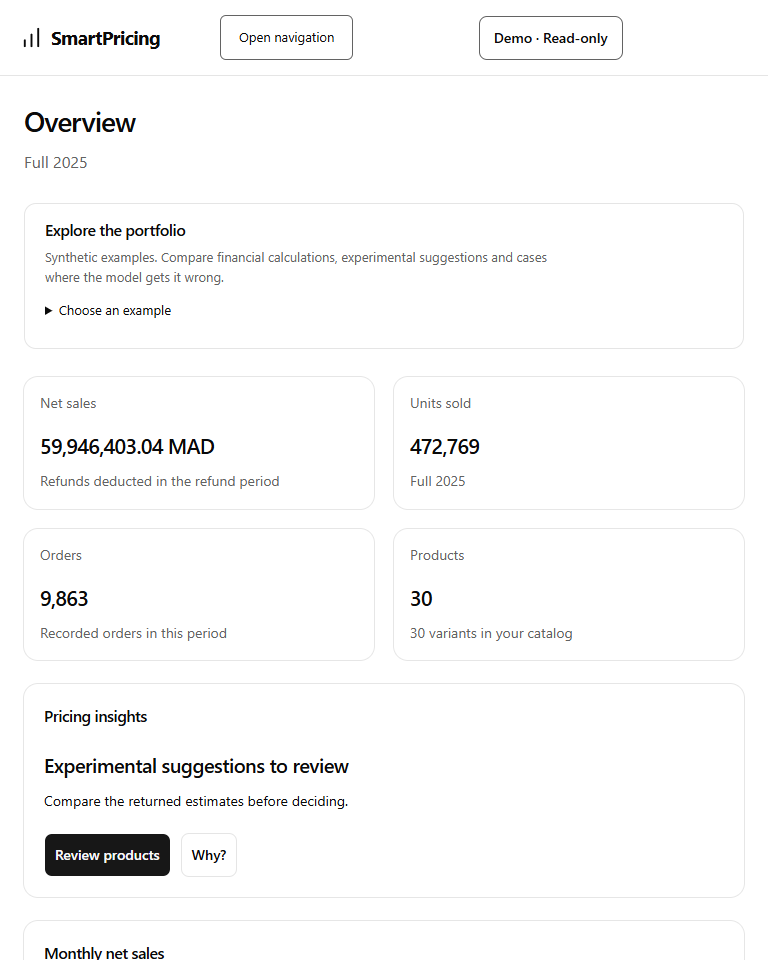 SmartPricing
Open navigation
Demo · Read-only
Overview
Full 2025
Explore the portfolio
Synthetic examples. Compare financial calculations, experimental suggestions and cases
where the model gets it wrong.
Choose an example
Net sales
59,946,403.04 MAD
Refunds deducted in the refund period
Units sold
472,769
Full 2025
Orders
9,863
Recorded orders in this period
Products
30
30 variants in your catalog
Pricing insights
Experimental suggestions to review
Compare the returned estimates before deciding.
Review products
Why?
Monthly net sales